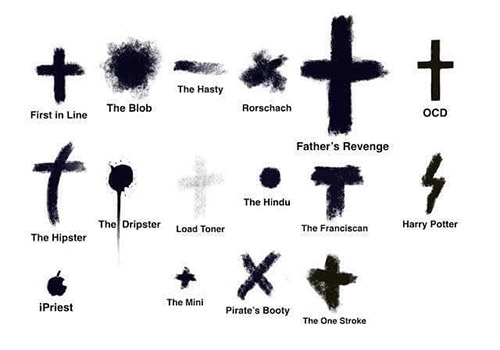 First in Line
The Blob
The Hasty
Rorschach
Father's Revenge
OCD
The Hipster
The Dripster
Load Toner
The Hindu
The Franciscan
Harry Potter
iPriest
The Mini
Pirate's Booty
The One Stroke